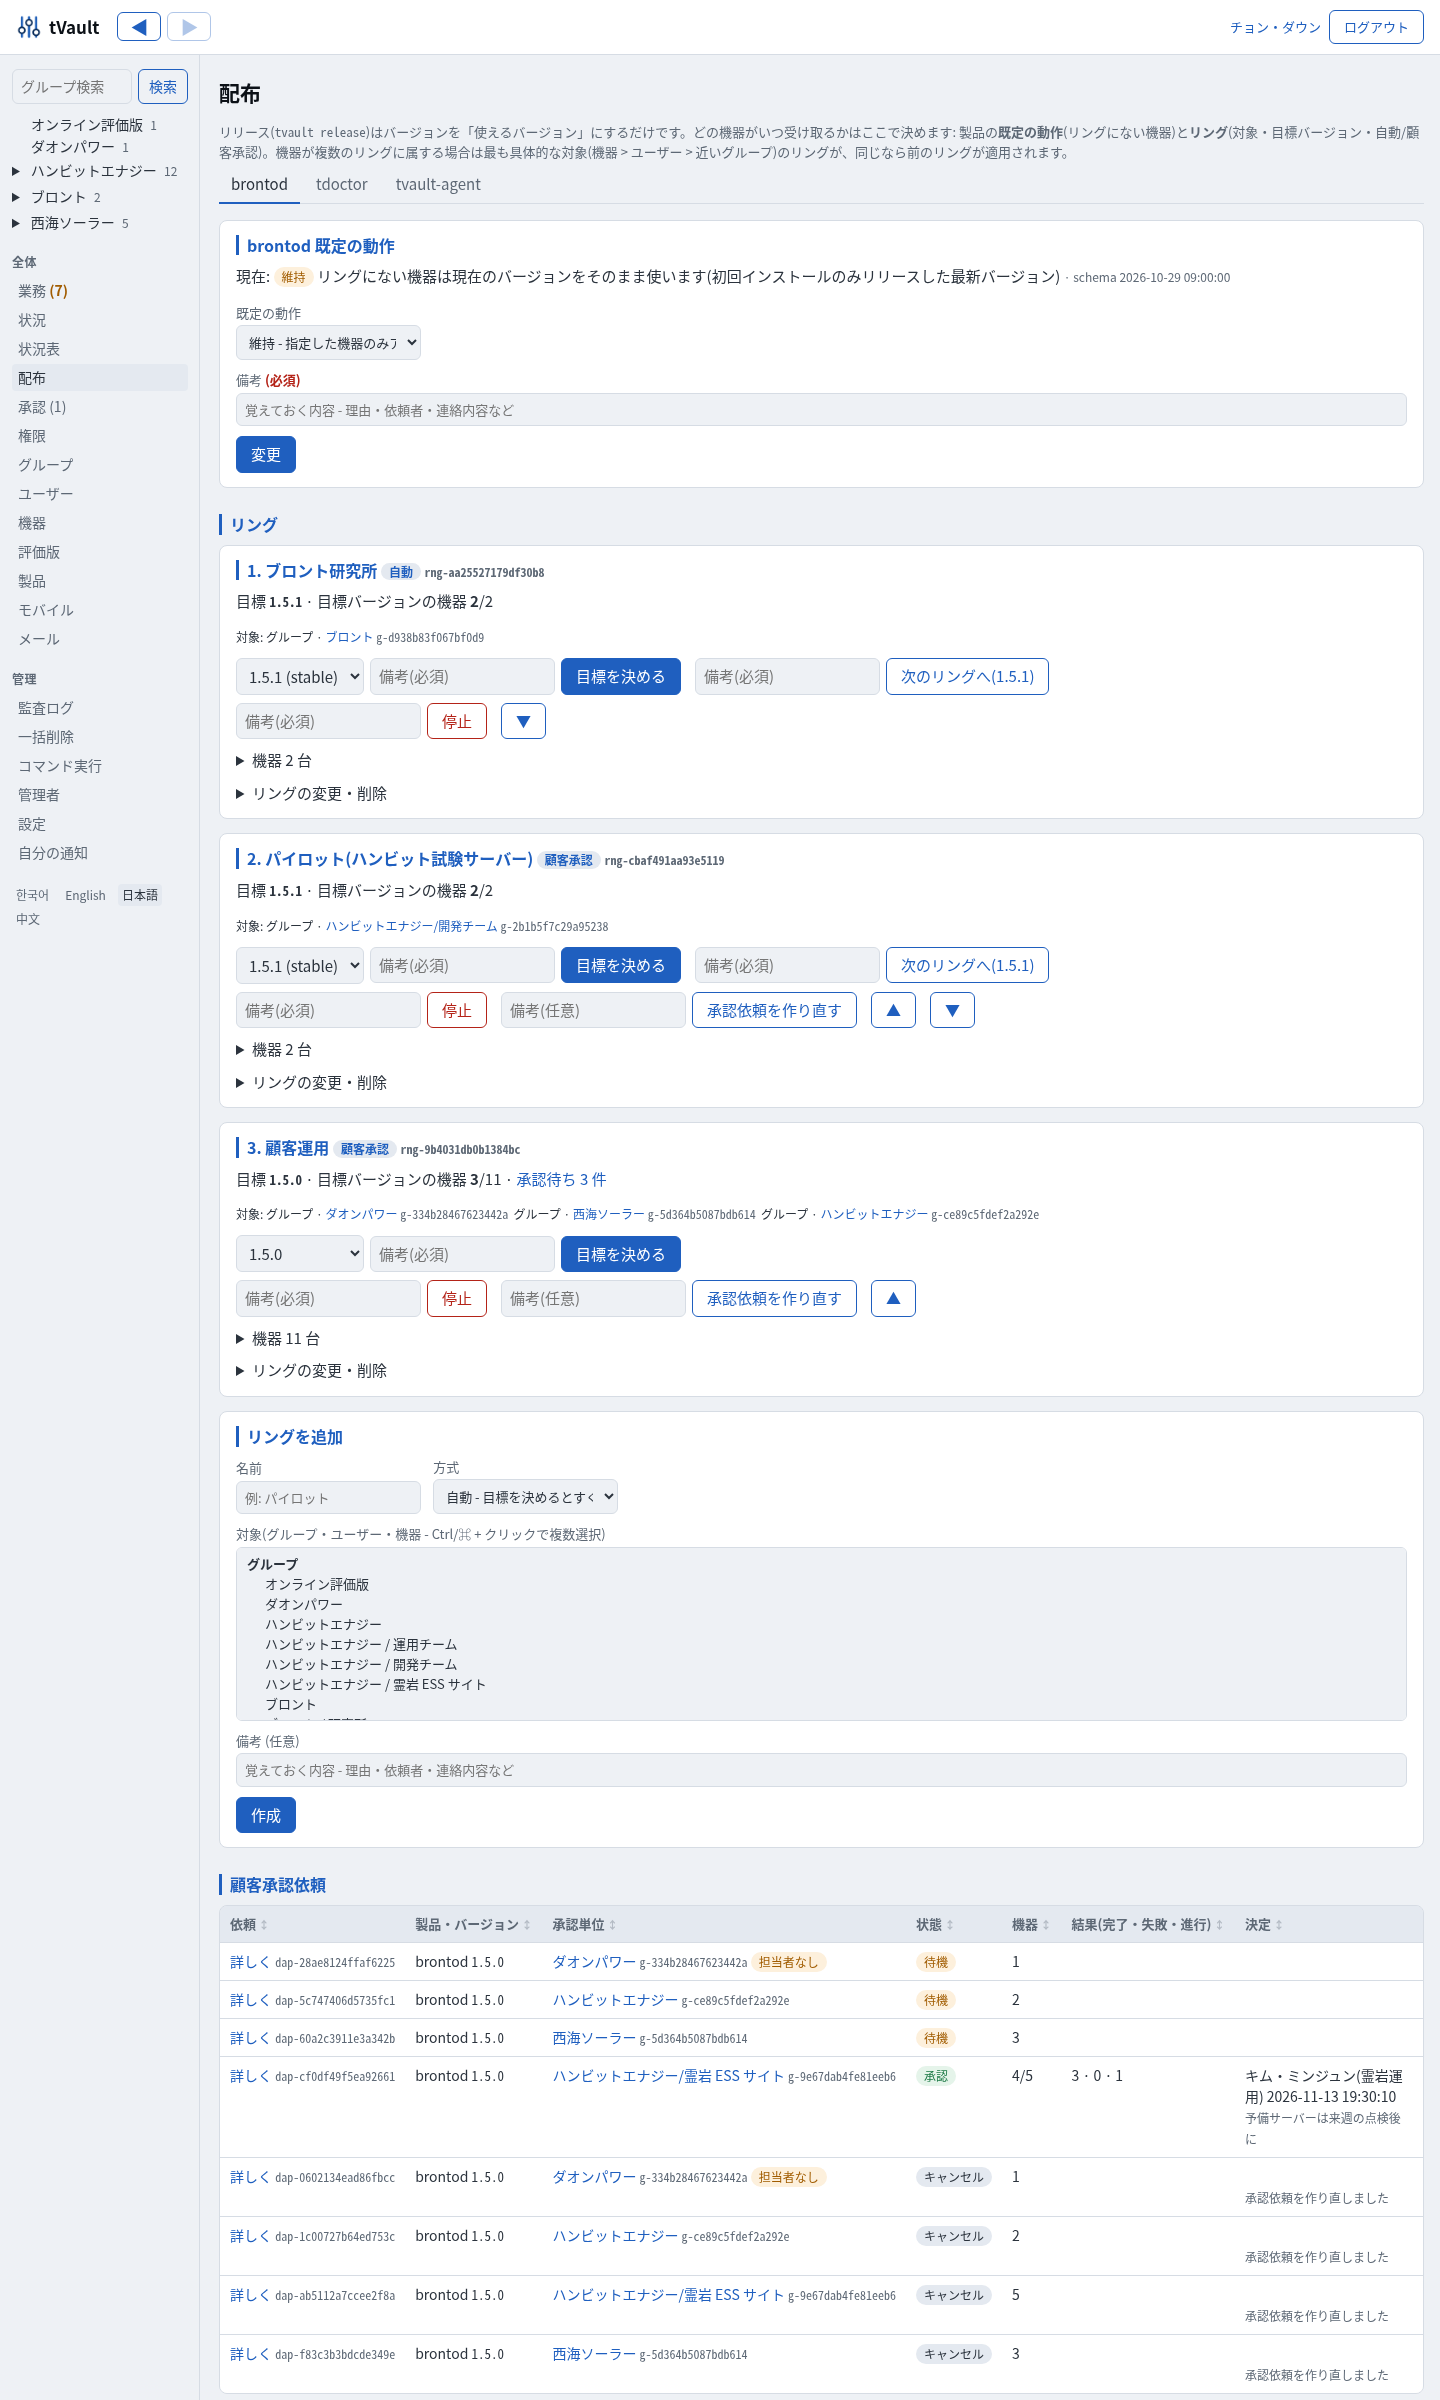 tVault ◀ ▶ チョン・ダウン ログアウト
グループ検索 検索
オンライン評価版 1
ダオンパワー 1
▶ ハンビットエナジー 12
▶ ブロント 2
▶ 西海ソーラー 5
全体
業務 (7)
状況
状況表
配布
承認 (1)
権限
グループ
ユーザー
機器
評価版
製品
モバイル
メール
管理
監査ログ
一括削除
コマンド実行
管理者
設定
自分の通知
한국어 English 日本語
中文
配布
リリース(tvault release)はバージョンを「使えるバージョン」にするだけです。どの機器がいつ受け取るかはここで決めます: 製品の既定の動作(リングにない機器)とリング(対象・目標バージョン・自動/顧
客承認)。機器が複数のリングに属する場合は最も具体的な対象(機器 > ユーザー > 近いグループ)のリングが、同じなら前のリングが適用されます。
brontod tdoctor tvault-agent
brontod 既定の動作
現在: 維持 リングにない機器は現在のバージョンをそのまま使います(初回インストールのみリリースした最新バージョン) · schema 2026-10-29 09:00:00
既定の動作
維持 - 指定した機器のみア
備考 (必須)
覚えておく内容 - 理由・依頼者・連絡内容など
変更
リング
1. ブロント研究所 自動 rng-aa25527179df30b8
目標 1.5.1 · 目標バージョンの機器 2/2
対象: グループ · ブロント g-d938b83f067bf0d9
1.5.1 (stable) 備考(必須) 目標を決める 備考(必須) 次のリングへ(1.5.1)
備考(必須) 停止 ▼
▶ 機器 2 台
▶ リングの変更・削除
2. パイロット(ハンビット試験サーバー) 顧客承認 rng-cbaf491aa93e5119
目標 1.5.1 · 目標バージョンの機器 2/2
対象: グループ · ハンビットエナジー/開発チーム g-2b1b5f7c29a95238
1.5.1 (stable) 備考(必須) 目標を決める 備考(必須) 次のリングへ(1.5.1)
備考(必須) 停止 備考(任意) 承認依頼を作り直す ▲ ▼
▶ 機器 2 台
▶ リングの変更・削除
3. 顧客運用 顧客承認 rng-9b4031db0b1384bc
目標 1.5.0 · 目標バージョンの機器 3/11 · 承認待ち 3 件
対象: グループ · ダオンパワー g-334b28467623442a グループ · 西海ソーラー g-5d364b5087bdb614 グループ · ハンビットエナジー g-ce89c5fdef2a292e
1.5.0 備考(必須) 目標を決める
備考(必須) 停止 備考(任意) 承認依頼を作り直す ▲
▶ 機器 11 台
▶ リングの変更・削除
リングを追加
名前 方式
例: パイロット 自動 - 目標を決めるとすぐ
対象(グループ・ユーザー・機器 - Ctrl/⌘ + クリックで複数選択)
グループ
オンライン評価版
ダオンパワー
ハンビットエナジー
ハンビットエナジー / 運用チーム
ハンビットエナジー / 開発チーム
ハンビットエナジー / 霊岩 ESS サイト
ブロント
備考 (任意)
覚えておく内容 - 理由・依頼者・連絡内容など
作成
顧客承認依頼
依頼 ↕ 製品・バージョン ↕ 承認単位 ↕ 状態 ↕ 機器 ↕ 結果(完了・失敗・進行) ↕ 決定 ↕
詳しく dap-28ae8124ffaf6225 brontod 1.5.0 ダオンパワー g-334b28467623442a 担当者なし 待機 1
詳しく dap-5c747406d5735fc1 brontod 1.5.0 ハンビットエナジー g-ce89c5fdef2a292e 待機 2
詳しく dap-60a2c3911e3a342b brontod 1.5.0 西海ソーラー g-5d364b5087bdb614 待機 3
詳しく dap-cf0df49f5ea92661 brontod 1.5.0 ハンビットエナジー/霊岩 ESS サイト g-9e67dab4fe81eeb6 承認 4/5 3 · 0 · 1 キム・ミンジュン(霊岩運
用) 2026-11-13 19:30:10
予備サーバーは来週の点検後
に
詳しく dap-0602134ead86fbcc brontod 1.5.0 ダオンパワー g-334b28467623442a 担当者なし キャンセル 1
承認依頼を作り直しました
詳しく dap-1c00727b64ed753c brontod 1.5.0 ハンビットエナジー g-ce89c5fdef2a292e キャンセル 2
承認依頼を作り直しました
詳しく dap-ab5112a7ccee2f8a brontod 1.5.0 ハンビットエナジー/霊岩 ESS サイト g-9e67dab4fe81eeb6 キャンセル 5
承認依頼を作り直しました
詳しく dap-f83c3b3bdcde349e brontod 1.5.0 西海ソーラー g-5d364b5087bdb614 キャンセル 3
承認依頼を作り直しました